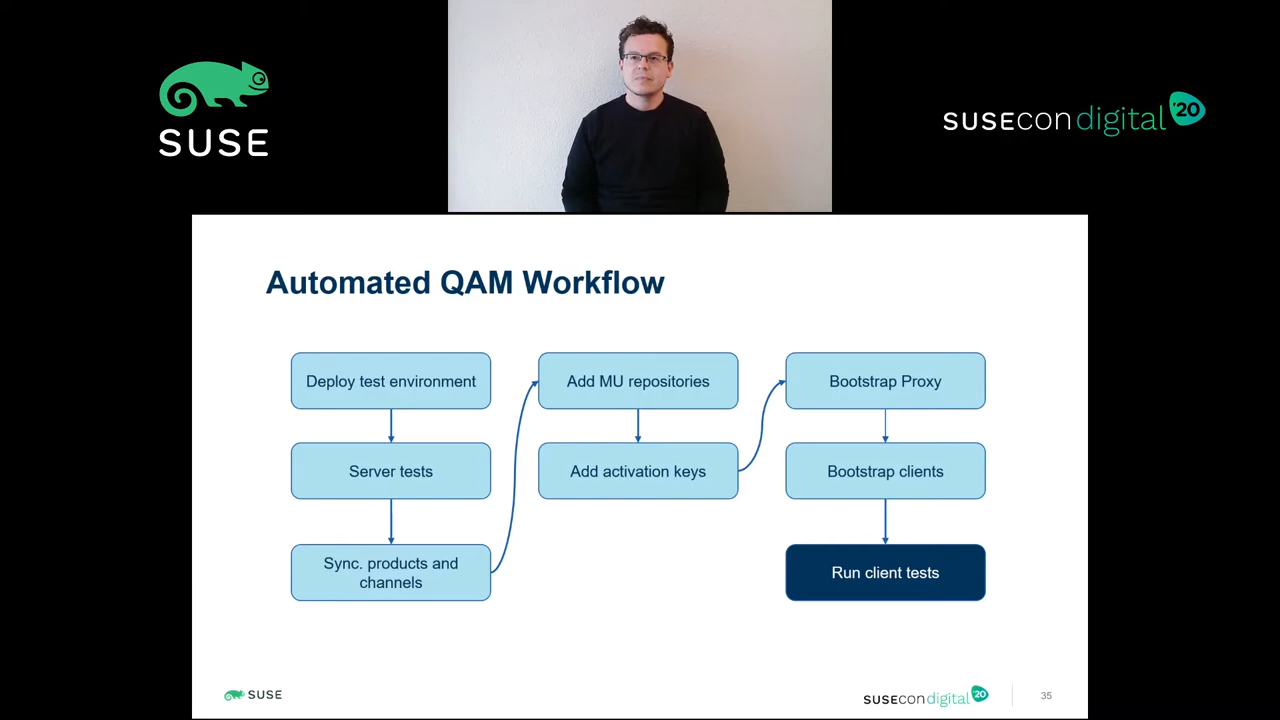 SUSE
SUSEcon digital '20
Automated QAM Workflow
Deploy test environment
Server tests
Sync. products and
channels
Add MU repositories
Add activation keys
Bootstrap Proxy
Bootstrap clients
Run client tests
SUSE
SUSEcon digital '20
35